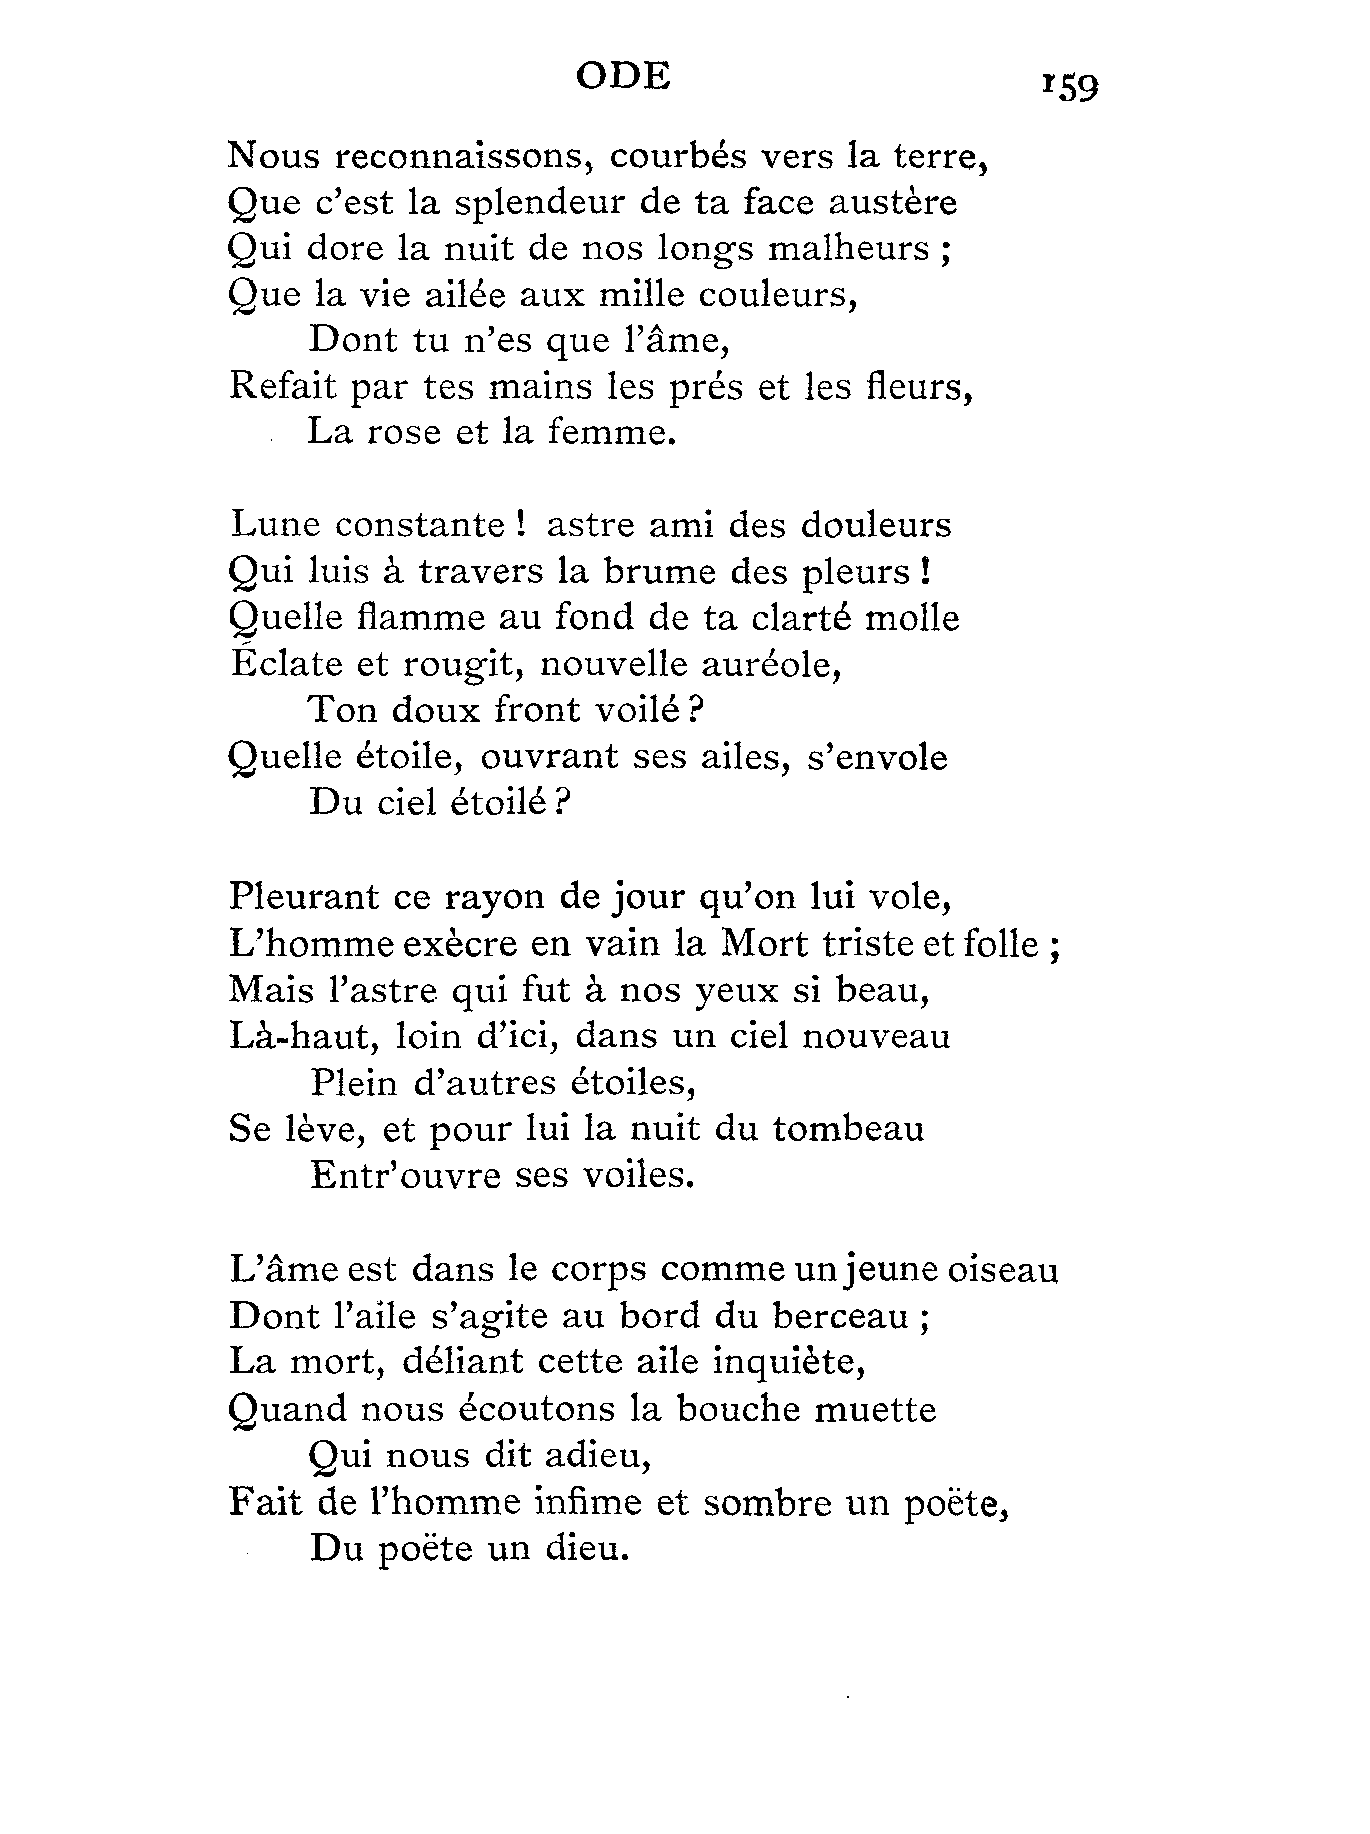 ODE 159
Nous reconnaissons, courbés vers la terre,
Que c’est la splendeur de ta face austère
Qui dore la nuit de nos longs malheurs ;
Que la vie ailée aux mille couleurs,
Dont tu n’es que l’âme,
Refait par tes mains les prés et les fleurs,
La rose et la femme.

Lune constante ! astre ami des douleurs
Qui luis à travers la brume des pleurs !
Quelle flamme au fond de ta clarté molle
Éclate et rougit, nouvelle auréole,
Ton doux front voilé ?
Quelle étoile, ouvrant ses ailes, s’envole
Du ciel étoilé ?

Pleurant ce rayon de jour qu’on lui vole,
L’homme exècre en vain la Mort triste et folle ;
Mais l’astre qui fut à nos yeux si beau,
Là-haut, loin d’ici, dans un ciel nouveau
Plein d’autres étoiles,
Se lève, et pour lui la nuit du tombeau
Entr’ouvre ses voiles.

L’âme est dans le corps comme un jeune oiseau
Dont l’aile s’agite au bord du berceau ;
La mort, déliant cette aile inquiète,
Quand nous écoutons la bouche muette
Qui nous dit adieu,
Fait de l’homme infime et sombre un poëte,
Du poëte un dieu.